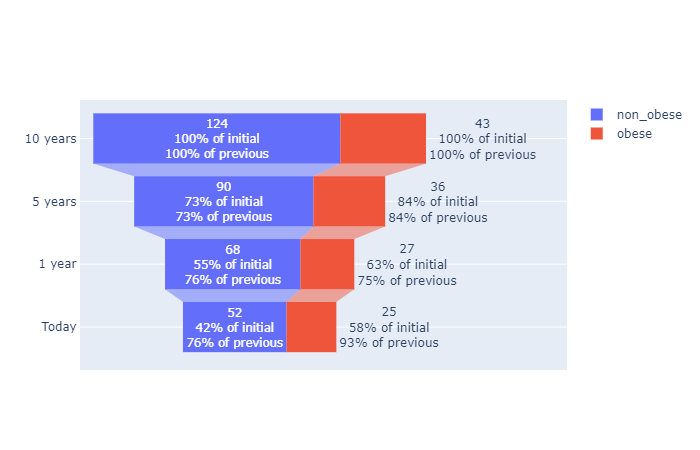 10 years
124
100% of initial
100% of previous
43
100% of initial
100% of previous
5 years
90
73% of initial
73% of previous
36
84% of initial
84% of previous
1 year
68
55% of initial
76% of previous
27
63% of initial
75% of previous
Today
52
42% of initial
76% of previous
25
58% of initial
93% of previous
non_obese
obese